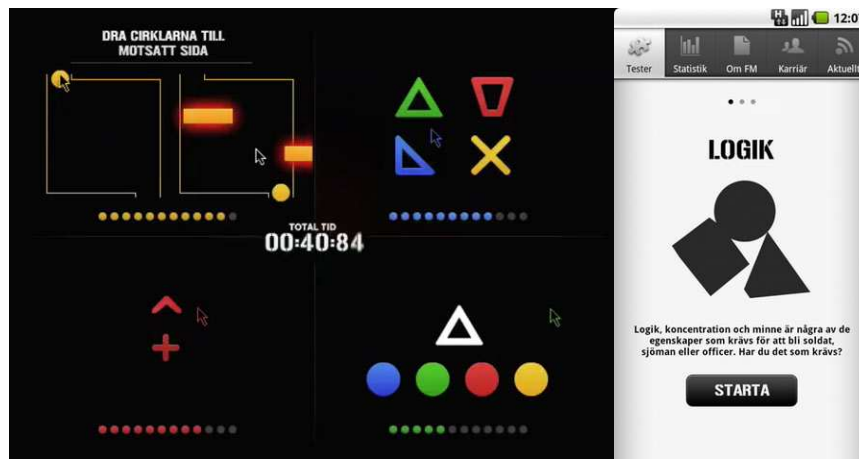 DRA CIRKLARNA TILL
MOTSATT SIDA
TOTAL TID
00:40:84
12:0
Tester Statistik Om FM Karriär Aktuellt
LOGIK
Logik, koncentration och minne är några av de
egenskaper som krävs för att bli soldat,
sjöman eller officer. Har du det som krävs?
STARTA